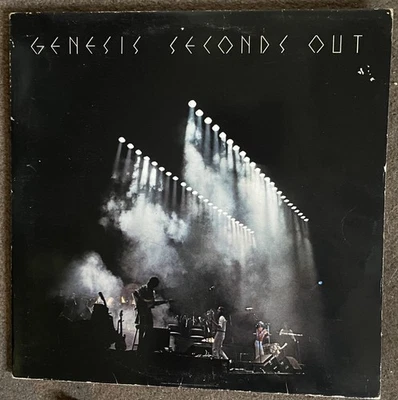 GENESIS SECONDS OUT